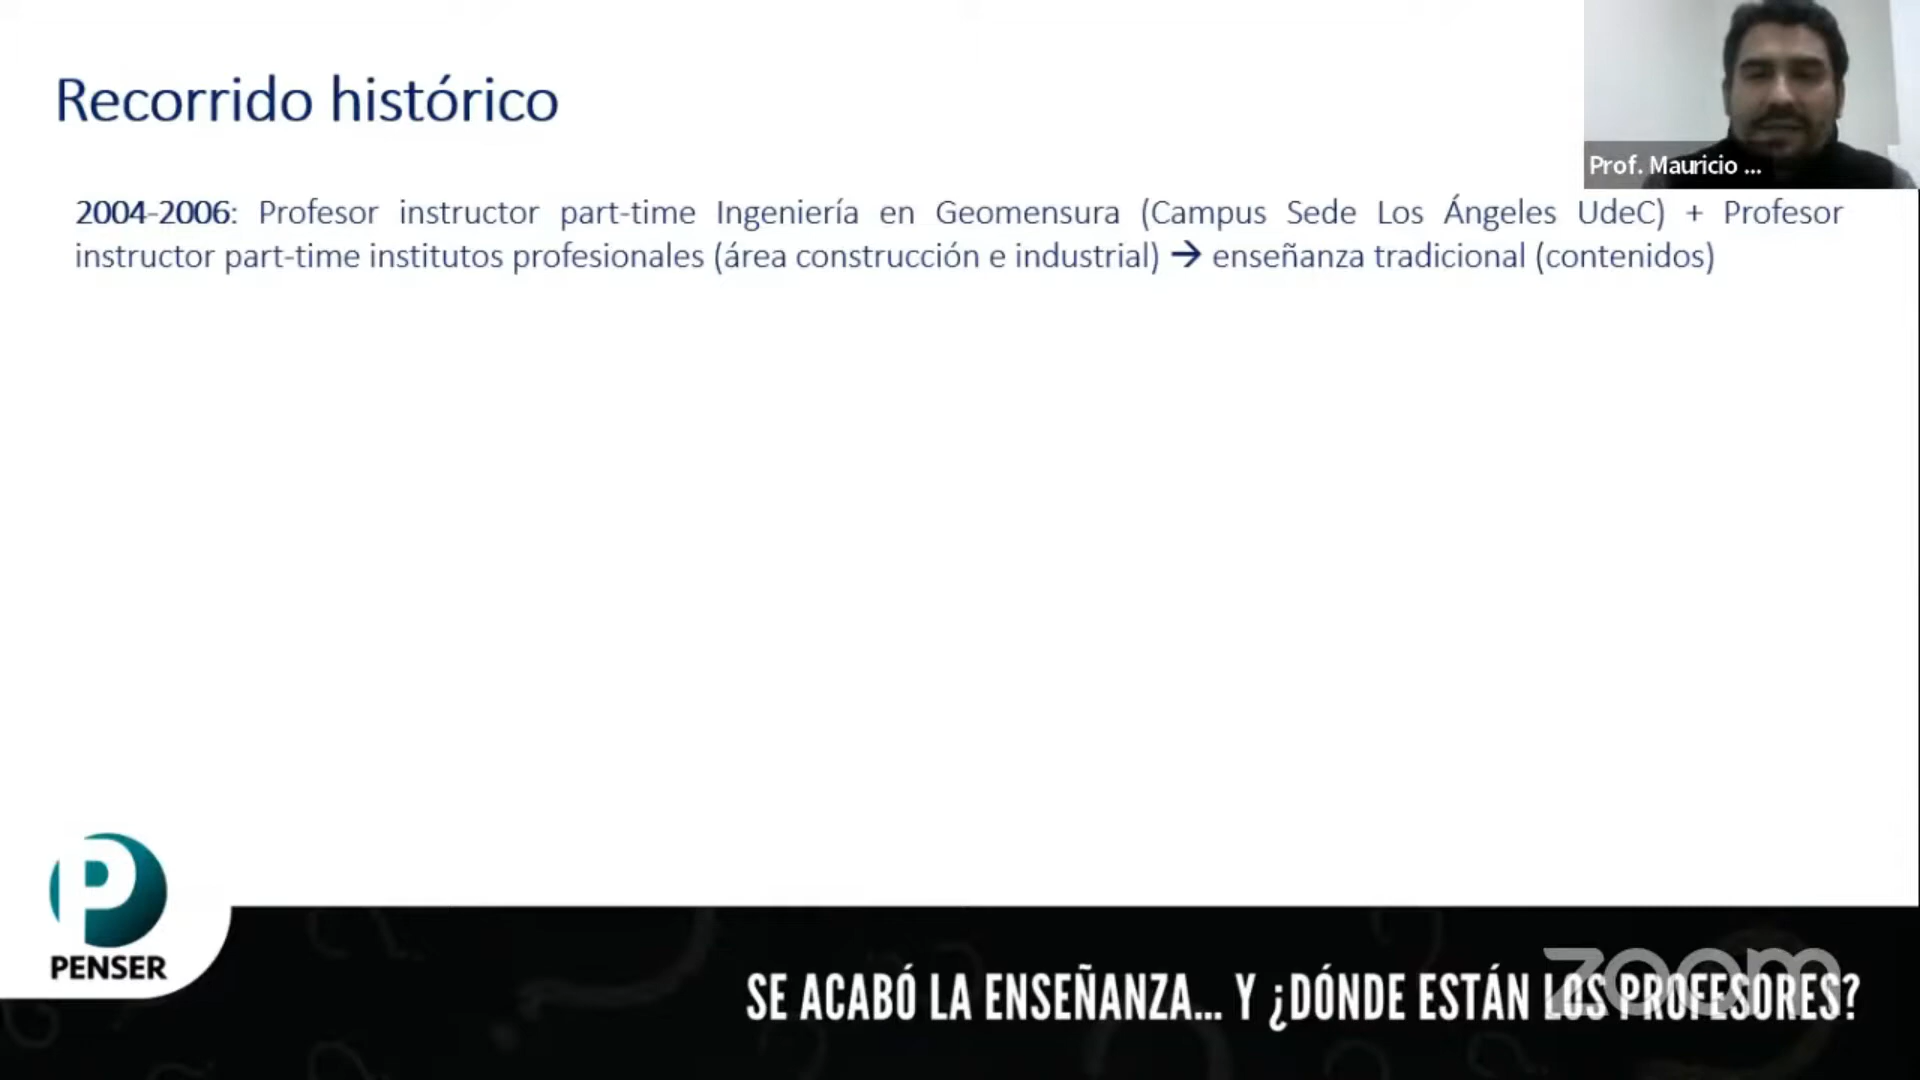 Recorrido histórico
Prof. Mauricio ...
2004-2006: Profesor instructor part-time Ingeniería en Geomensura (Campus Sede Los Ángeles UdeC) + Profesor
instructor part-time institutos profesionales (área construcción e industrial) → enseñanza tradicional (contenidos)
P
PENSER
SE ACABÓ LA ENSEÑANZA... Y ¿DÓNDE ESTÁN LOS PROFESORES?
zoom